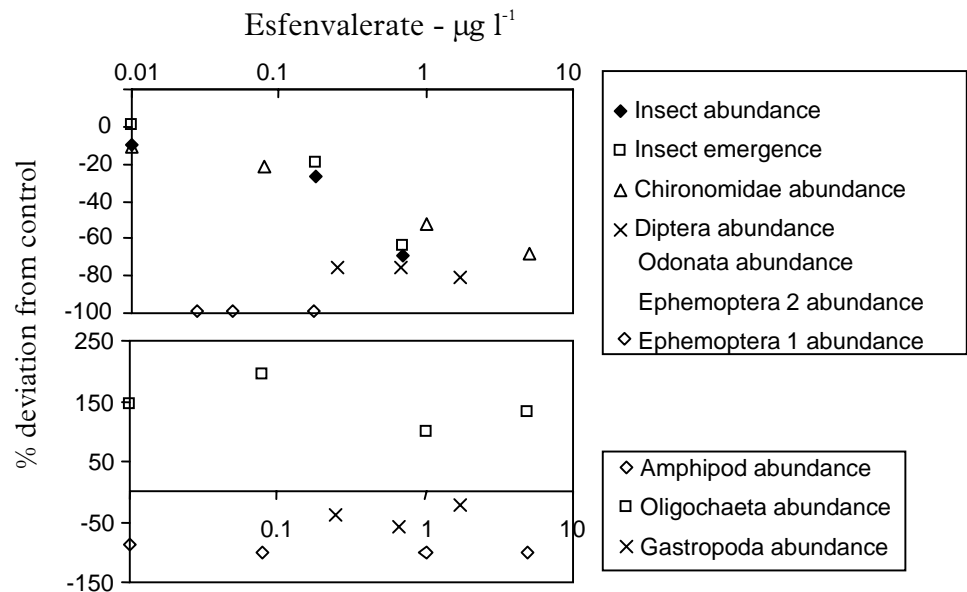 Esfenvalerate - µg l-1
0.01 0.1 1 10
0
-20
-40
-60
-80
-100
% deviation from control
250
150
50
-50
-150
0.1 1 10
Insect abundance
Insect emergence
Chironomidae abundance
Diptera abundance
Odonata abundance
Ephemoptera 2 abundance
Ephemoptera 1 abundance
Amphipod abundance
Oligochaeta abundance
Gastropoda abundance